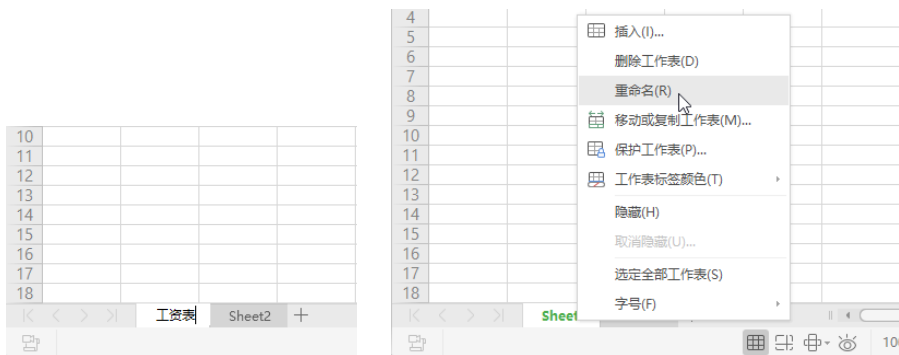 10
11
12
13
14
15
16
17
18
工资表 Sheet2
4
5
6
7
8
9
10
11
12
13
14
15
16
17
18
插入(I)...
删除工作表(D)
重命名(R)
移动或复制工作表(M)...
保护工作表(P)...
工作表标签颜色(T)
隐藏(H)
取消隐藏(U)...
选定全部工作表(S)
字号(F)
Sheet